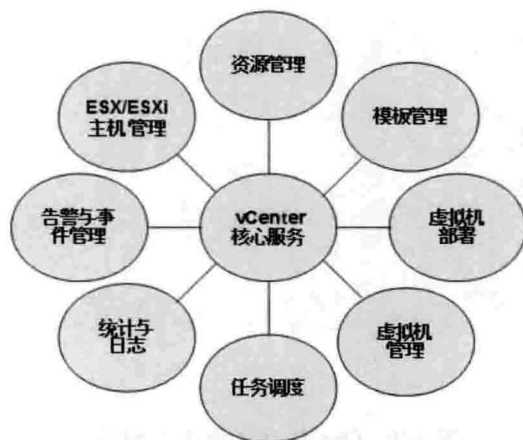 资源管理
ESX/ESXi
主机管理
模板管理
告警与事
件管理
vCenter
核心服务
虚拟机
部署
统计与
日志
虚拟机
管理
任务调度